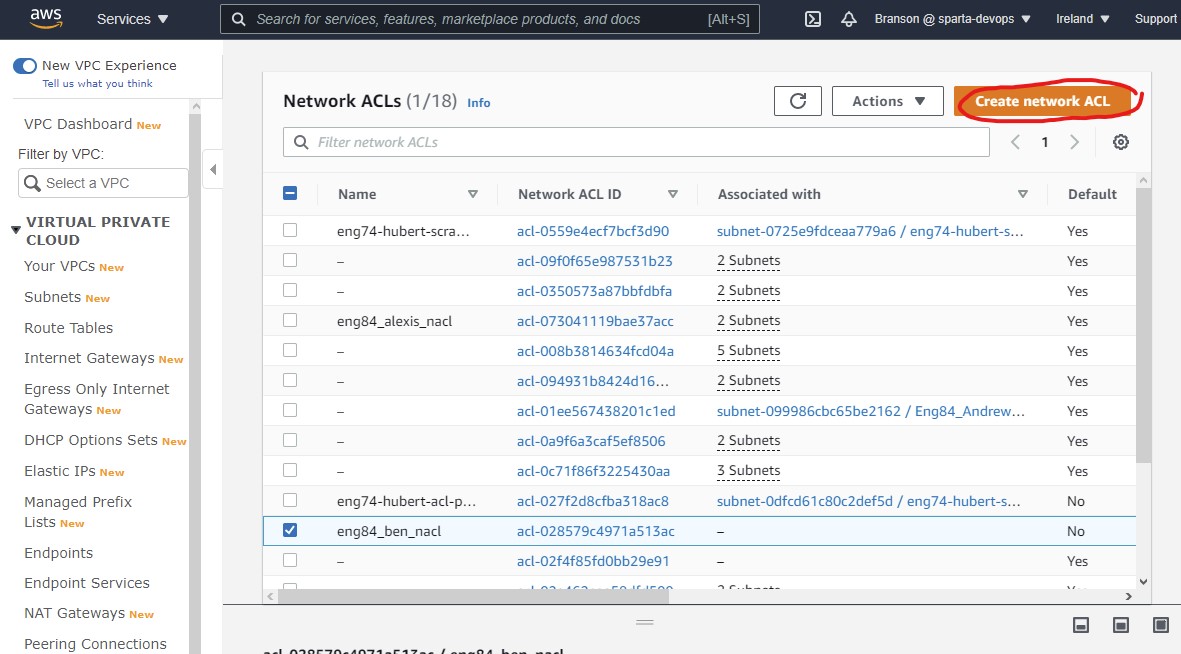 aws
Services
Search for services, features, marketplace products, and docs [Alt+S]
Branson @ sparta-devops
Ireland
Support
New VPC Experience
Tell us what you think
VPC Dashboard New
Filter by VPC:
Select a VPC
VIRTUAL PRIVATE
CLOUD
Your VPCs New
Subnets New
Route Tables
Internet Gateways New
Egress Only Internet
Gateways New
DHCP Options Sets New
Elastic IPs New
Managed Prefix
Lists New
Endpoints
Endpoint Services
NAT Gateways New
Peering Connections
Network ACLs (1/18) Info
Actions
Create network ACL
Filter network ACLs
1
Name Network ACL ID Associated with Default
eng74-hubert-scra... acl-0559e4ecf7bcf3d90 subnet-0725e9fdceaa779a6 / eng74-hubert-s... Yes
– acl-09f0f65e987531b23 2 Subnets Yes
– acl-0350573a87bbfdbfa 2 Subnets Yes
eng84_alexis_nacl acl-073041119bae37acc 2 Subnets Yes
– acl-008b3814634fcd04a 5 Subnets Yes
– acl-094931b8424d16... 2 Subnets Yes
– acl-01ee567438201c1ed subnet-099986cbc65be2162 / Eng84_Andrew... Yes
– acl-0a9f6a3caf5ef8506 2 Subnets Yes
– acl-0c71f86f3225430aa 3 Subnets Yes
eng74-hubert-acl-p... acl-027f2d8cfba318ac8 subnet-0dfcd61c80c2def5d / eng74-hubert-s... No
eng84_ben_nacl acl-028579c4971a513ac – No
– acl-02f4f85fd0bb29e91 – Yes
acl-028579c4971a513ac / eng84_ben_nacl